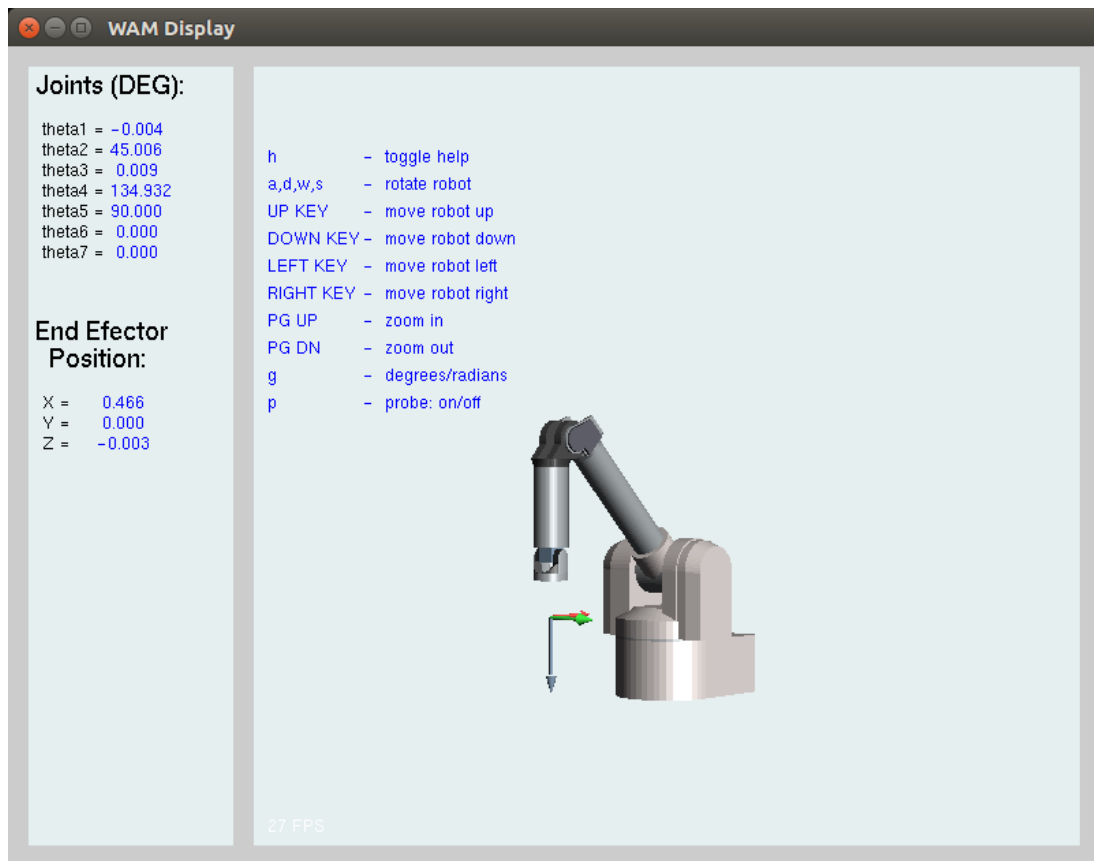 WAM Display
Joints (DEG):
theta1 = -0.004
theta2 = 45.006
theta3 = 0.009
theta4 = 134.932
theta5 = 90.000
theta6 = 0.000
theta7 = 0.000
End Efector
Position:
X = 0.466
Y = 0.000
Z = -0.003
h - toggle help
a,d,w,s - rotate robot
UP KEY - move robot up
DOWN KEY - move robot down
LEFT KEY - move robot left
RIGHT KEY - move robot right
PG UP - zoom in
PG DN - zoom out
g - degrees/radians
p - probe: on/off
27 FPS